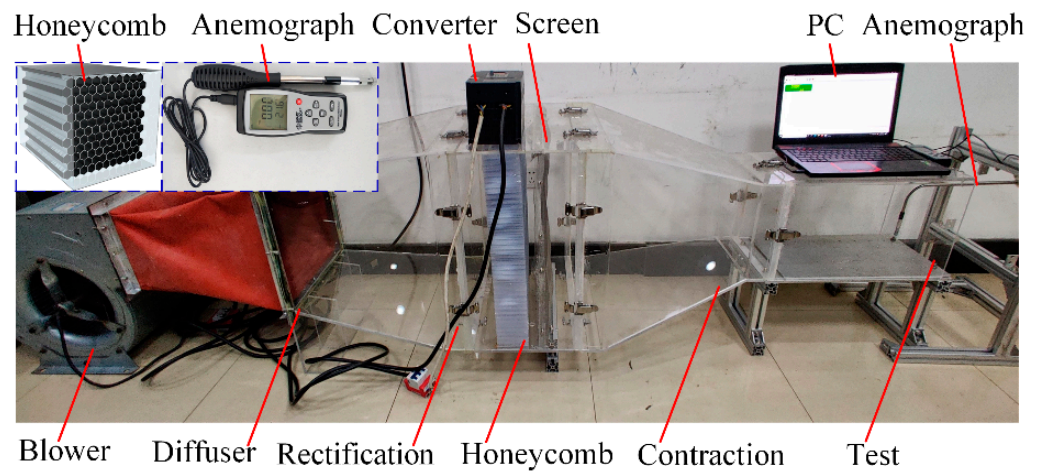 Honeycomb Anemograph Converter Screen PC Anemograph
Blower Diffuser Rectification Honeycomb Contraction Test